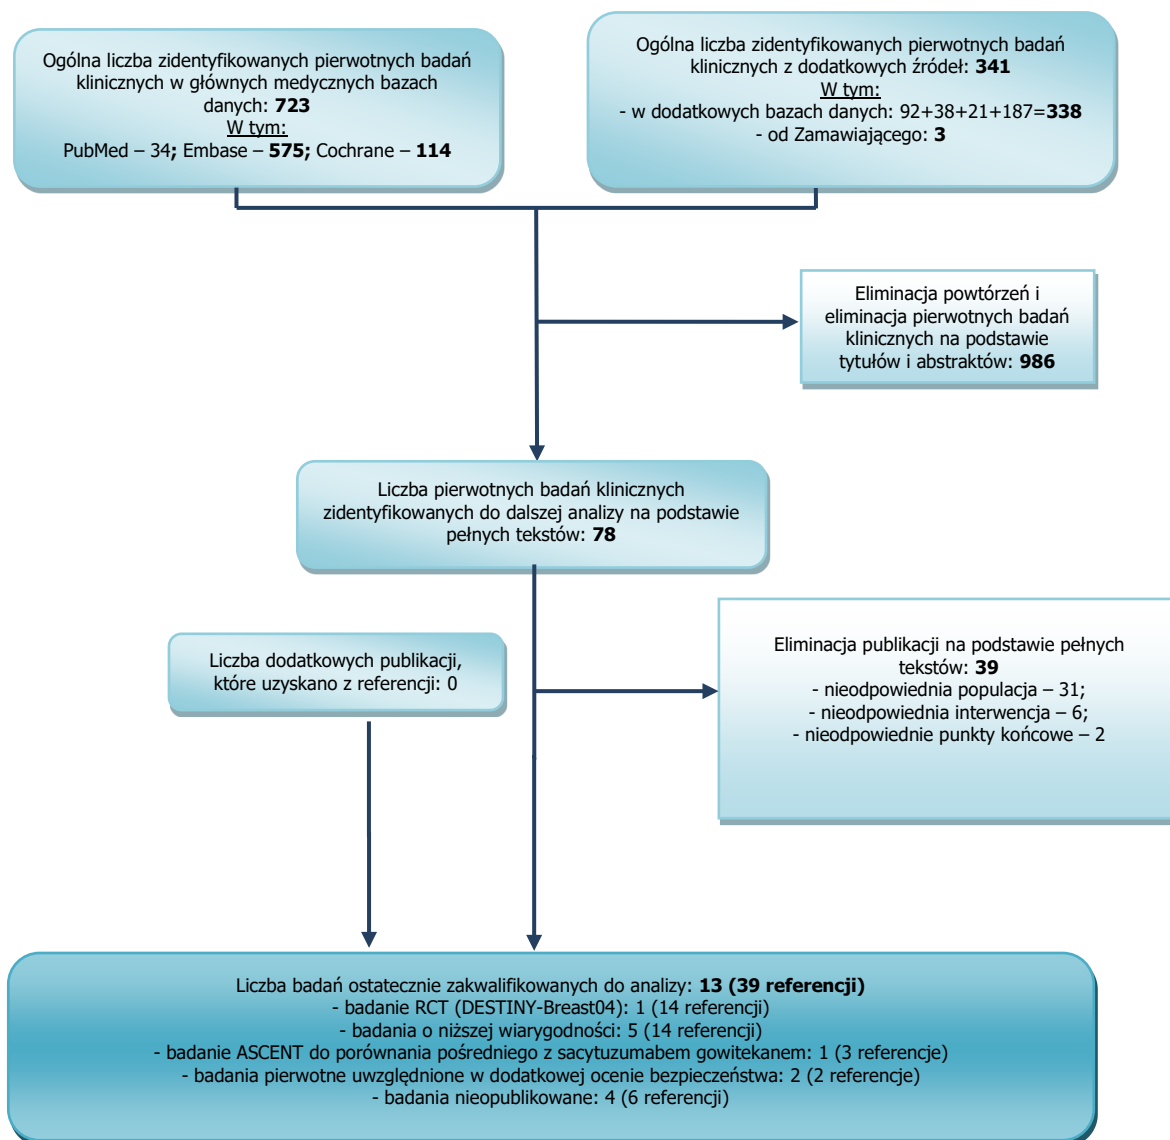 Ogólna liczba zidentyfikowanych pierwotnych badań
klinicznych w głównych medycznych bazach
danych: 723
W tym:
PubMed – 34; Embase – 575; Cochrane – 114
Ogólna liczba zidentyfikowanych pierwotnych badań
klinicznych z dodatkowych źródeł: 341
W tym:
- w dodatkowych bazach danych: 92+38+21+187=338
- od Zamawiającego: 3
Eliminacja powtórzeń i
eliminacja pierwotnych badań
klinicznych na podstawie
tytułów i abstraktów: 986
Liczba pierwotnych badań klinicznych
zidentyfikowanych do dalszej analizy na podstawie
pełnych tekstów: 78
Liczba dodatkowych publikacji,
które uzyskano z referencji: 0
Eliminacja publikacji na podstawie pełnych
tekstów: 39
- nieodpowiednia populacja – 31;
- nieodpowiednia interwencja – 6;
- nieodpowiednie punkty końcowe – 2
Liczba badań ostatecznie zakwalifikowanych do analizy: 13 (39 referencji)
- badanie RCT (DESTINY-Breast04): 1 (14 referencji)
- badania o niższej wiarygodności: 5 (14 referencji)
- badanie ASCENT do porównania pośredniego z sacytuzumabem gowitekanem: 1 (3 referencje)
- badania pierwotne uwzględnione w dodatkowej ocenie bezpieczeństwa: 2 (2 referencje)
- badania nieopublikowane: 4 (6 referencji)